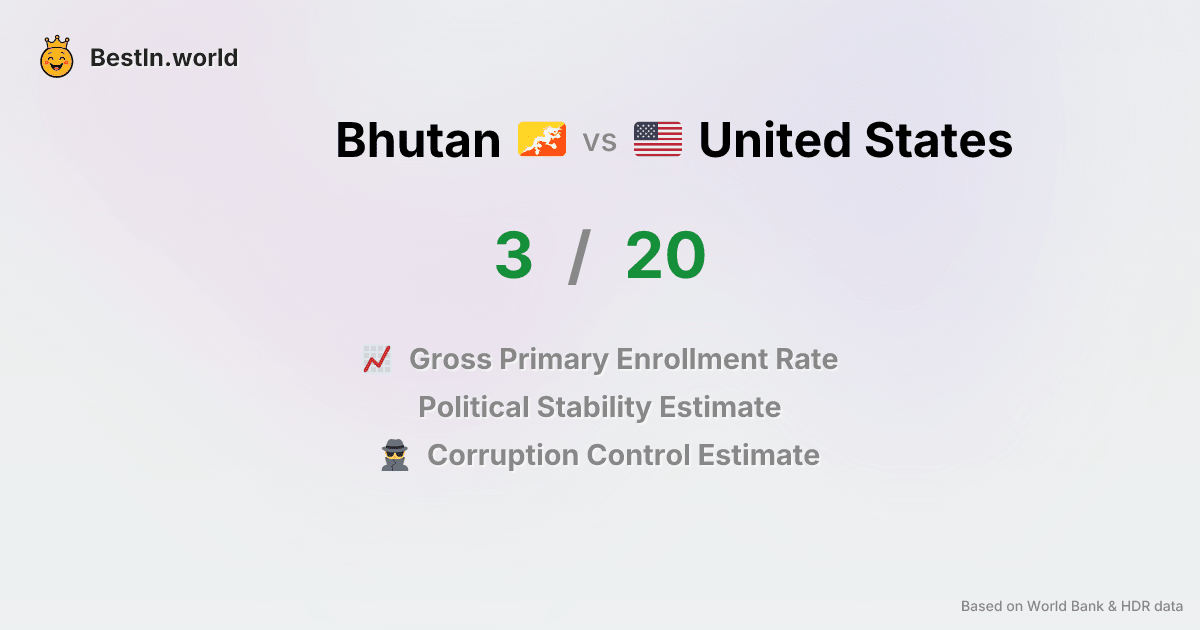 BestIn.world
Bhutan vs United States
3 / 20
Gross Primary Enrollment Rate
Political Stability Estimate
Corruption Control Estimate
Based on World Bank & HDR data